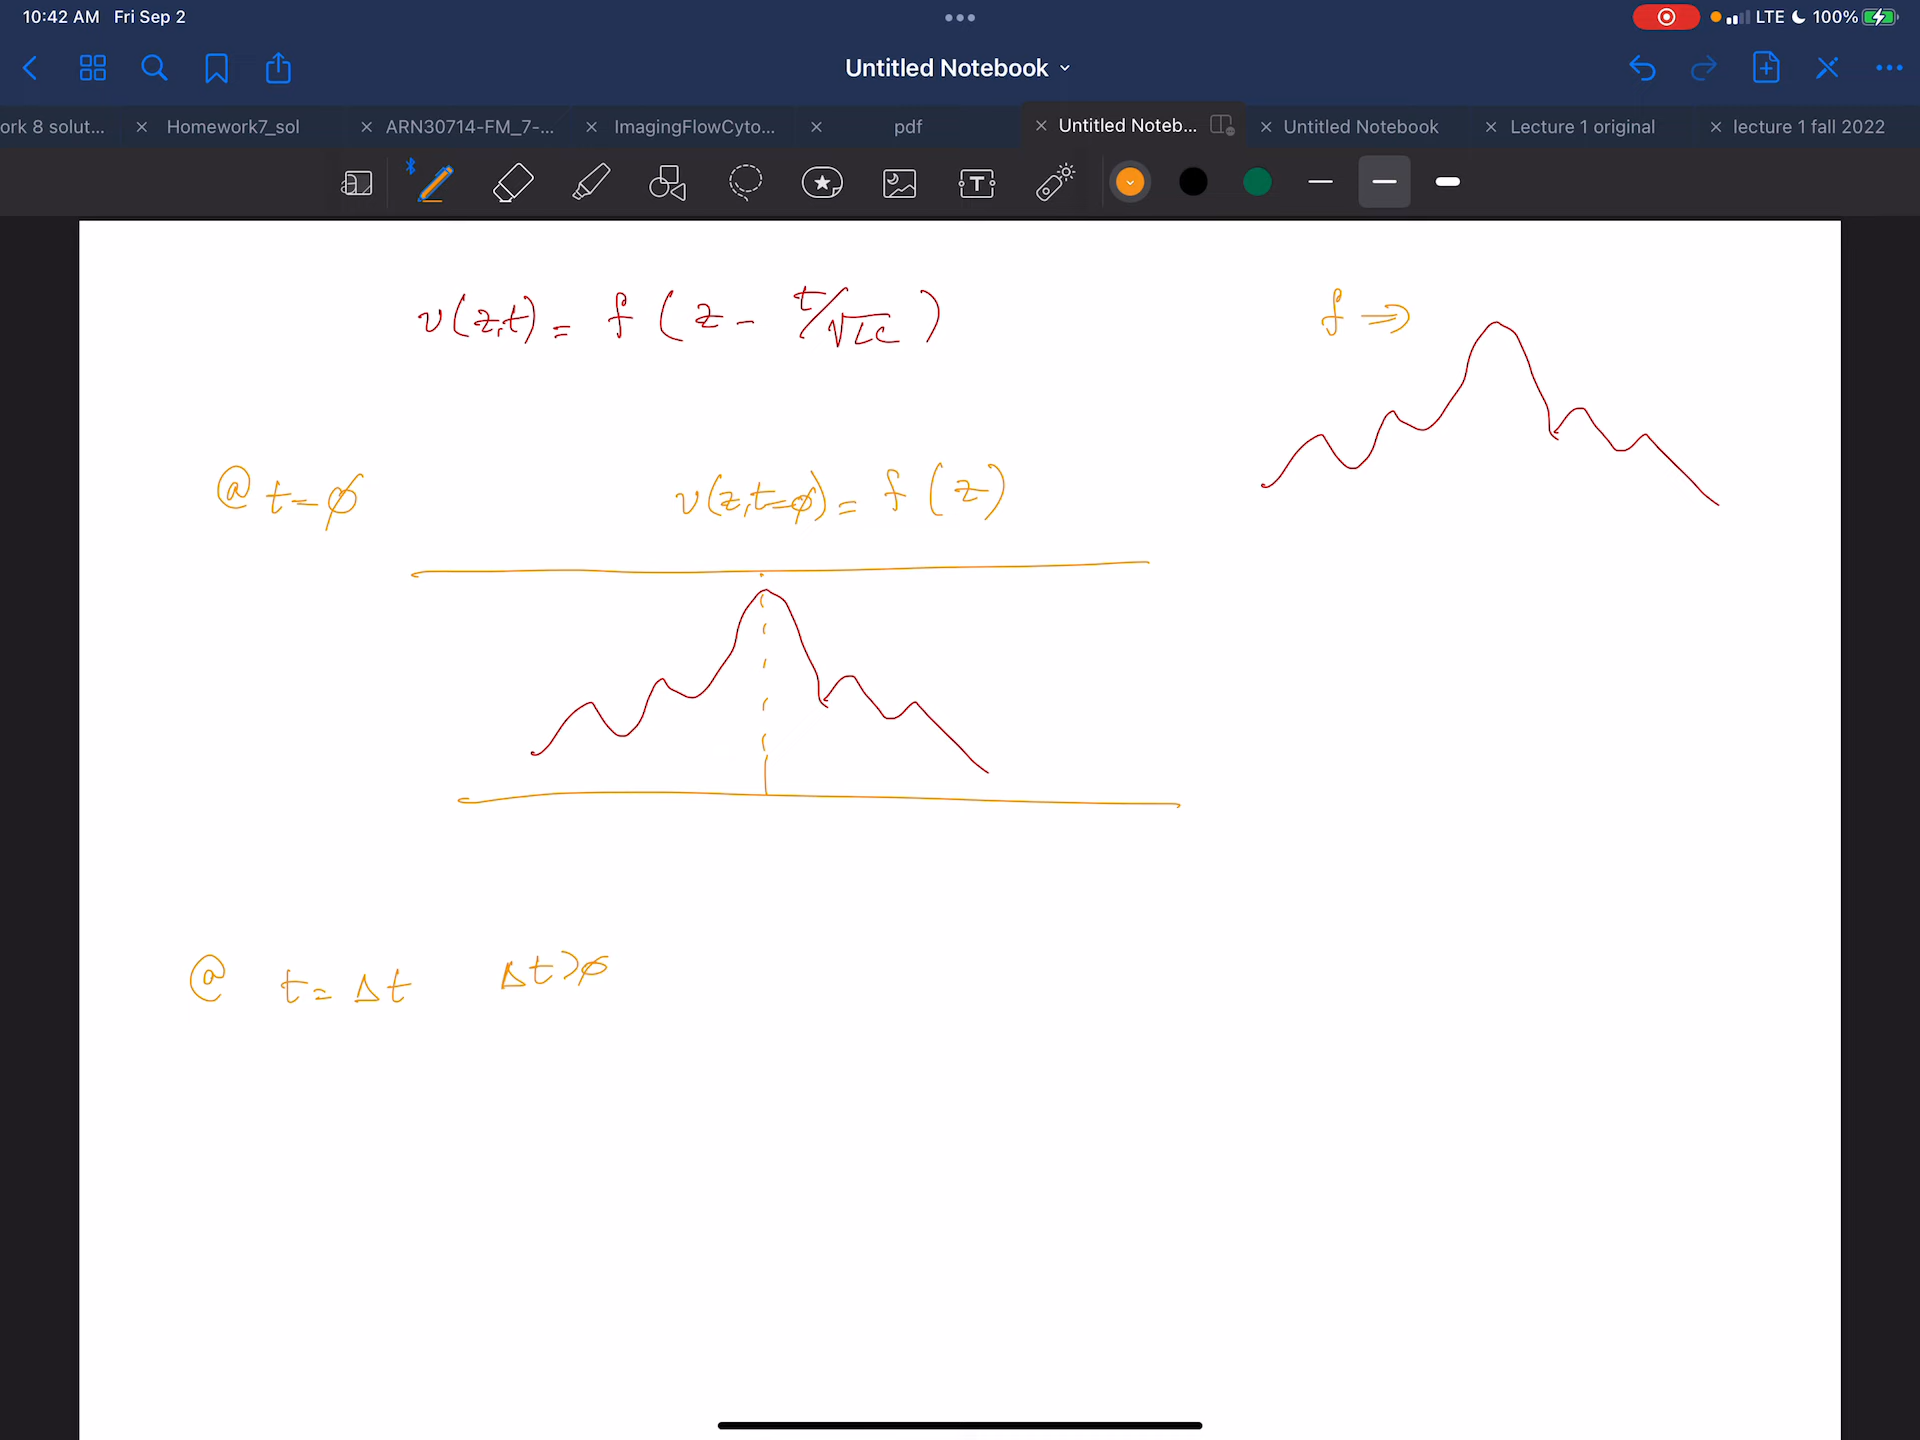 10:42 AM Fri Sep 2
LTE 100%
Untitled Notebook
ork 8 solut...
Homework7_sol
ARN30714-FM_7-...
ImagingFlowCyto...
pdf
Untitled Noteb...
Untitled Notebook
Lecture 1 original
lecture 1 fall 2022
v(z,t) = f(z - t/√LC)
f ⇒
@ t=∅
v(z,t=∅) = f(z)
@ t = Δt Δt>∅